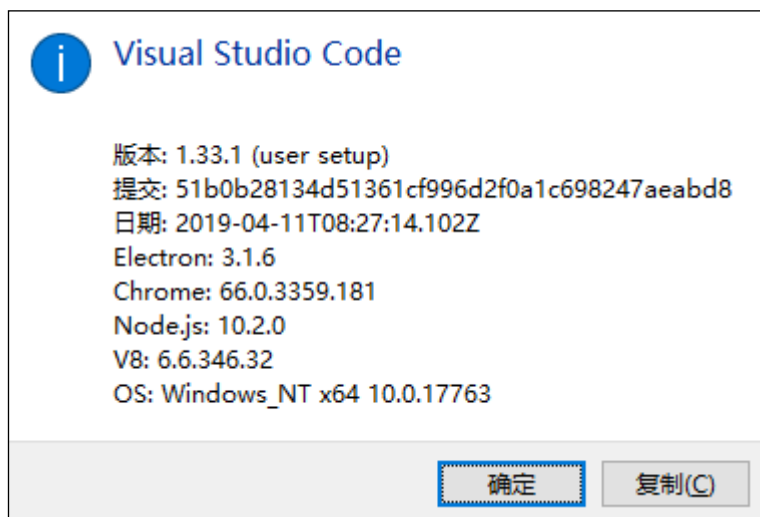 Visual Studio Code
版本: 1.33.1 (user setup)
提交: 51b0b28134d51361cf996d2f0a1c698247aeabd8
日期: 2019-04-11T08:27:14.102Z
Electron: 3.1.6
Chrome: 66.0.3359.181
Node.js: 10.2.0
V8: 6.6.346.32
OS: Windows_NT x64 10.0.17763
确定
复制(C)